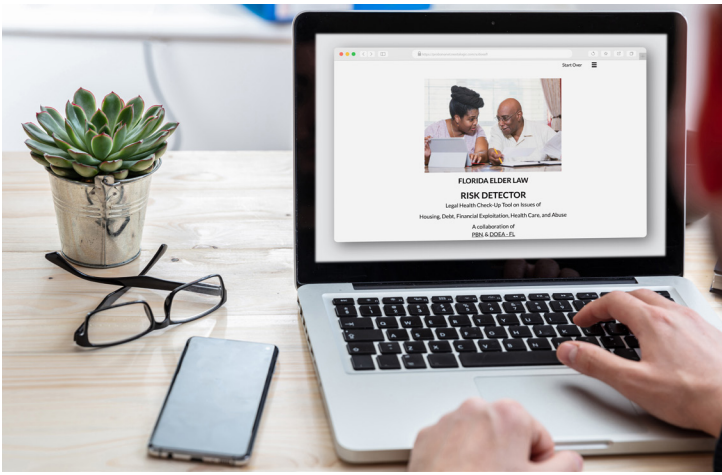 Start Over
FLORIDA ELDER LAW
RISK DETECTOR
Legal Health Check-Up Tool on Issues of
Housing, Debt, Financial Exploitation, Health Care, and Abuse
A collaboration of
PBN, & DOEA - FL